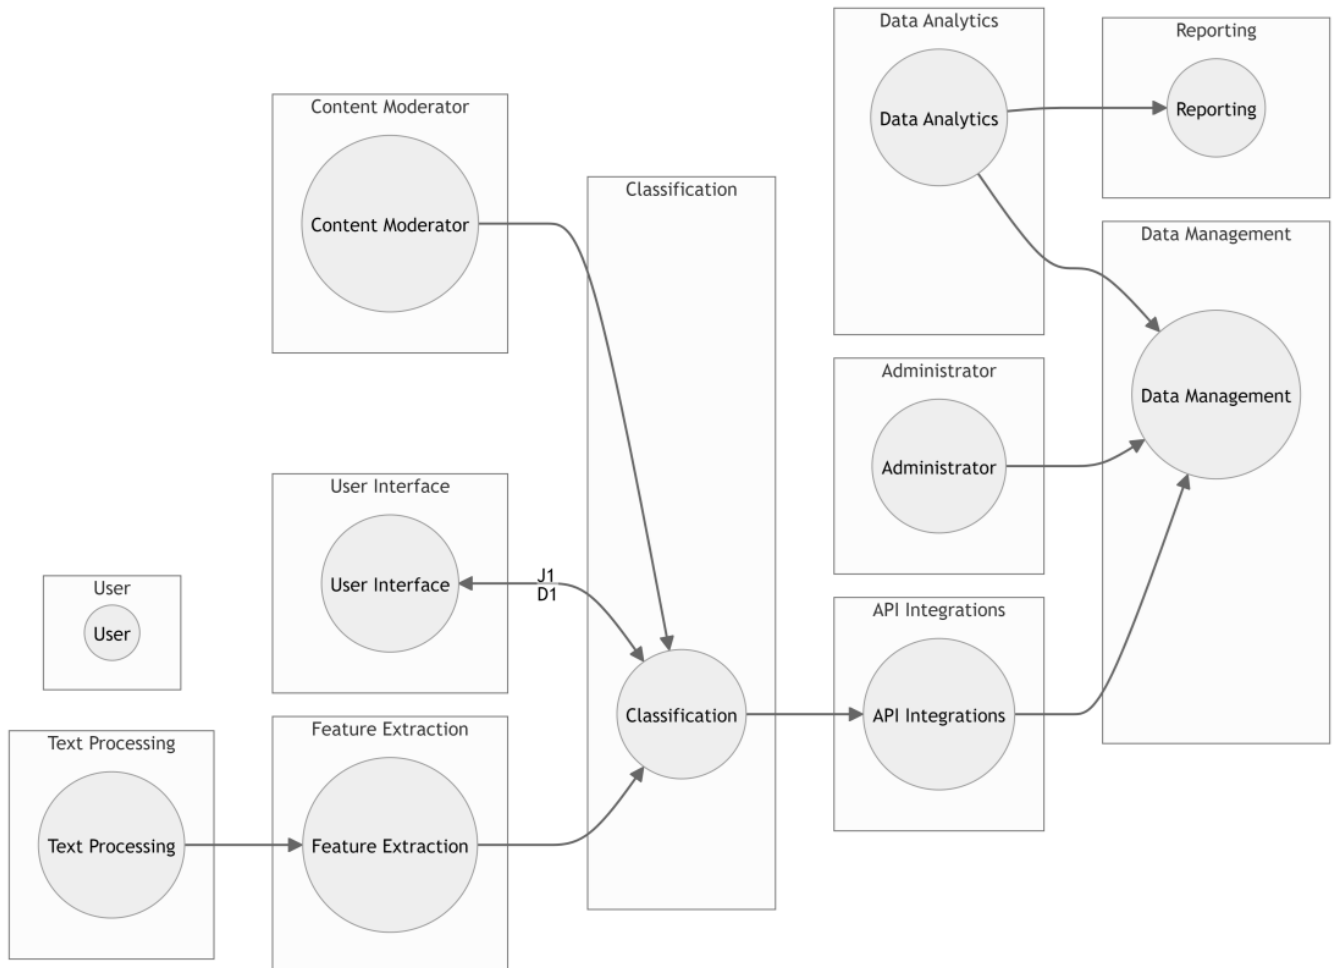 Data Analytics
Data Analytics
Reporting
Reporting
Content Moderator
Content Moderator
Classification
Classification
Data Management
Data Management
Administrator
Administrator
User Interface
User Interface
J1
D1
User
User
API Integrations
API Integrations
Text Processing
Text Processing
Feature Extraction
Feature Extraction